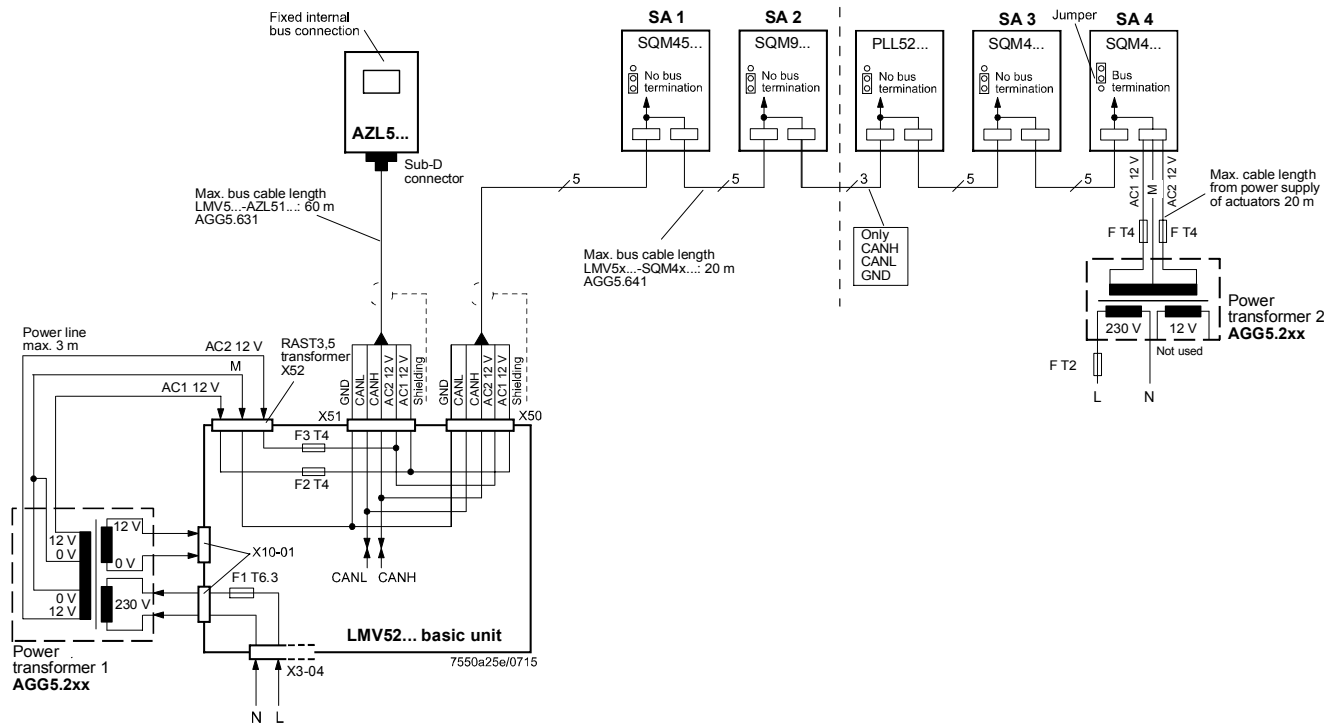 Fixed internal
bus connection
AZL5...
Sub-D
connector
Max. bus cable length
LMV5...-AZL51...: 60 m
AGG5.631
SA 1
SQM45...
No bus
termination
SA 2
SQM9...
No bus
termination
PLL52...
No bus
termination
SA 3
SQM4...
No bus
termination
Jumper
SA 4
SQM4...
Bus
termination
5
5
3
5
5
Max. bus cable length
LMV5x...-SQM4x...: 20 m
AGG5.641
Only
CANH
CANL
GND
AC1 12 V
M
AC2 12 V
Max. cable length
from power supply
of actuators 20 m
F T4
F T4
230 V
12 V
Not used
Power
transformer 2
AGG5.2xx
F T2
L
N
Power line
max. 3 m
AC2 12 V
M
AC1 12 V
RAST3,5
transformer
X52
GND
CANL
CANH
AC2 12 V
AC1 12 V
Shielding
GND
CANL
CANH
AC2 12 V
AC1 12 V
Shielding
X51
X50
F3 T4
F2 T4
12 V
0 V
0 V
12 V
12 V
0 V
230 V
X10-01
F1 T6.3
CANL
CANH
LMV52... basic unit
7550a25e/0715
X3-04
N
L
Power
transformer 1
AGG5.2xx